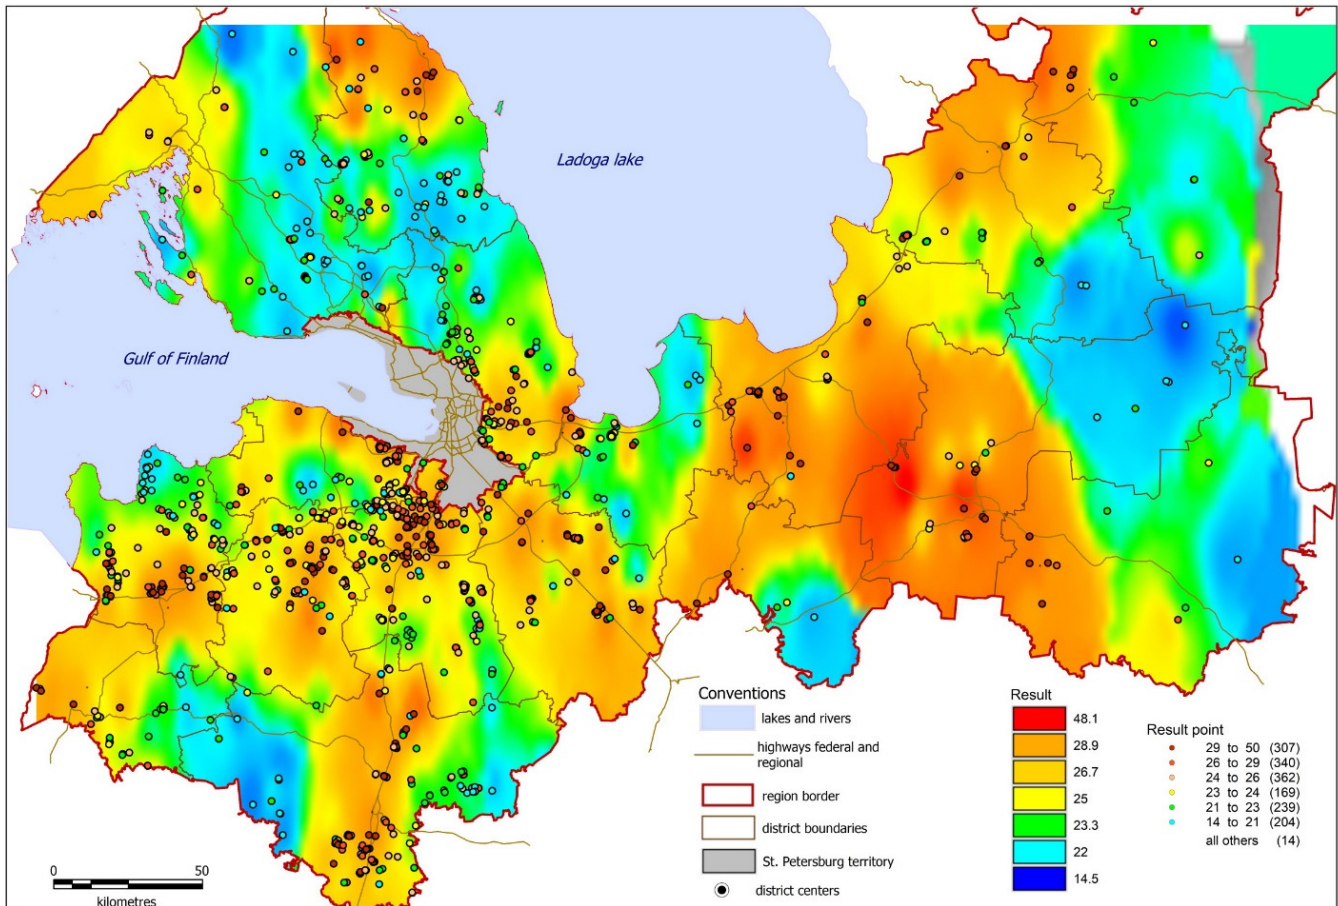 Ladoga lake
Gulf of Finland
Conventions
lakes and rivers
highways federal and
regional
region border
district boundaries
St. Petersburg territory
district centers
Result
48.1
28.9
26.7
25
23.3
22
14.5
Result point
29 to 50 (307)
26 to 29 (340)
24 to 26 (362)
23 to 24 (169)
21 to 23 (239)
14 to 21 (204)
all others (14)
0 50
kilometres